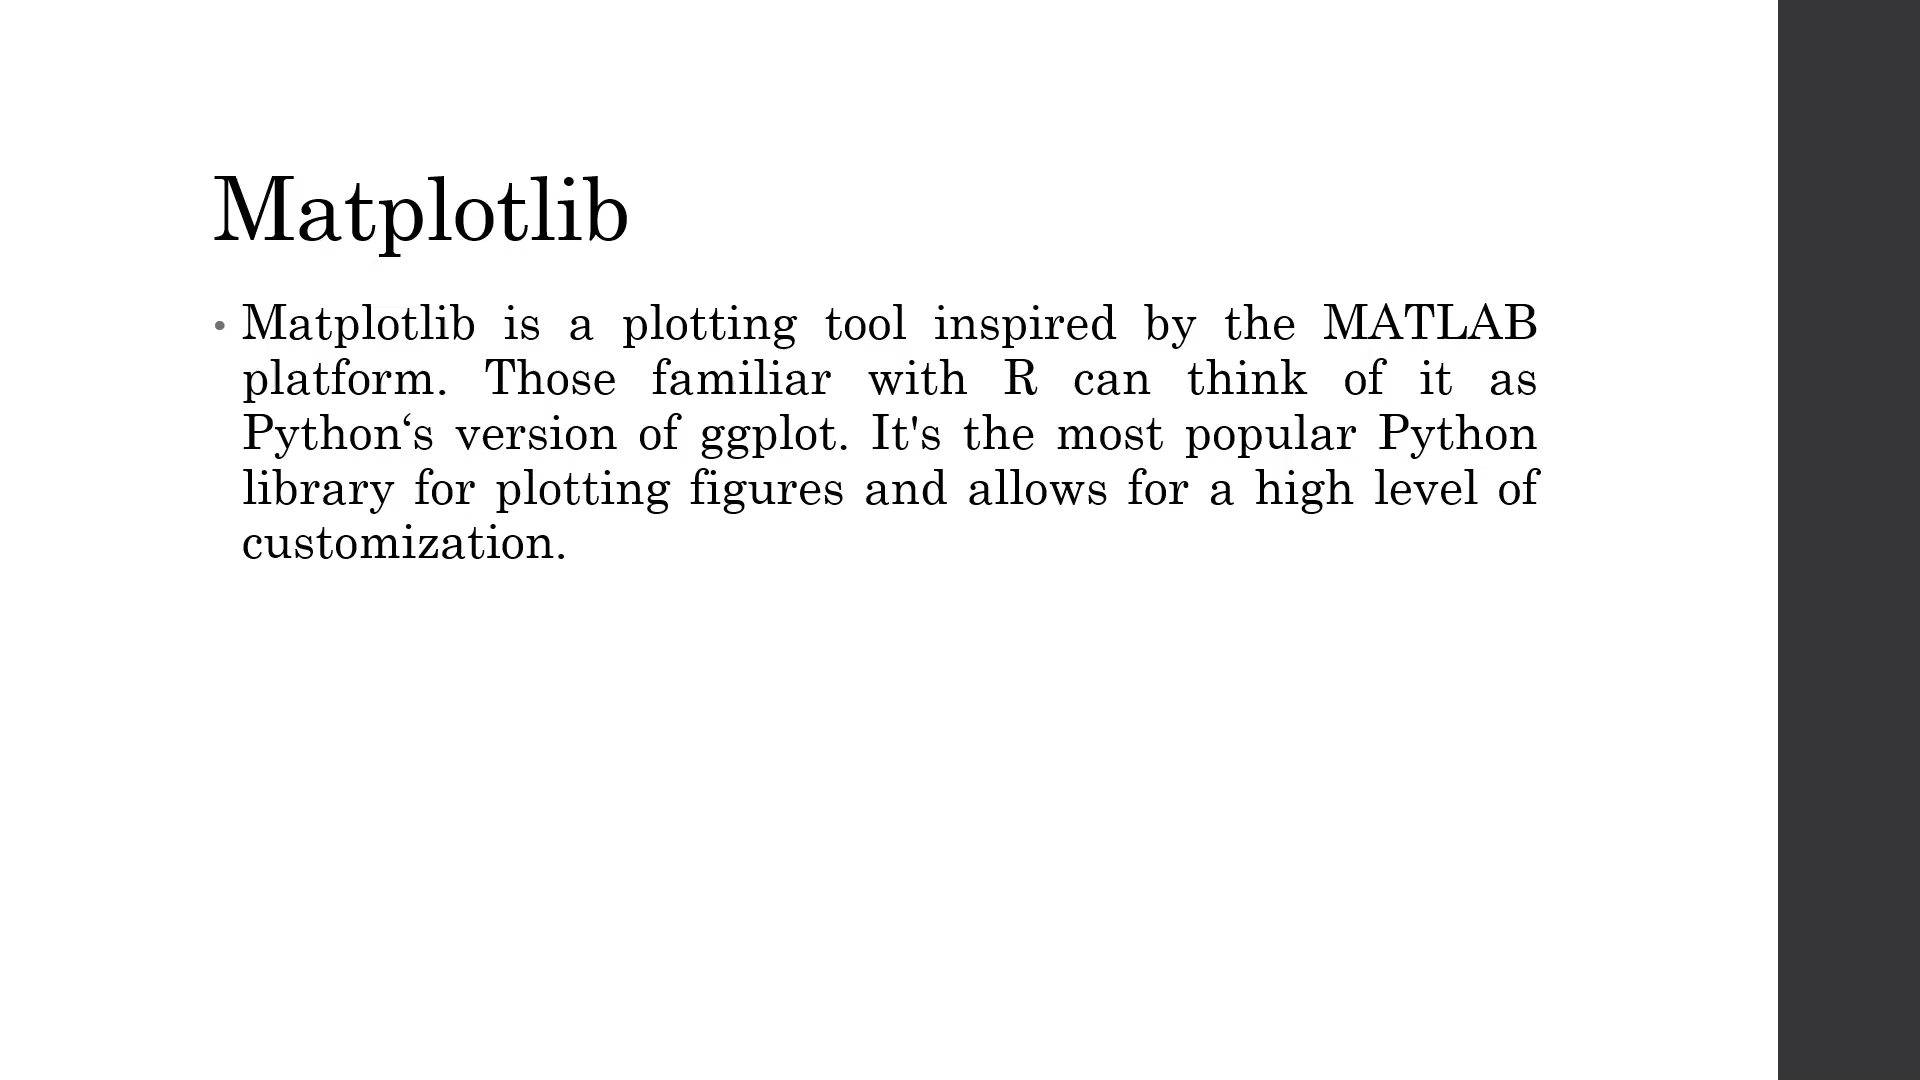 Matplotlib
• Matplotlib is a plotting tool inspired by the MATLAB
platform. Those familiar with R can think of it as
Python‘s version of ggplot. It's the most popular Python
library for plotting figures and allows for a high level of
customization.